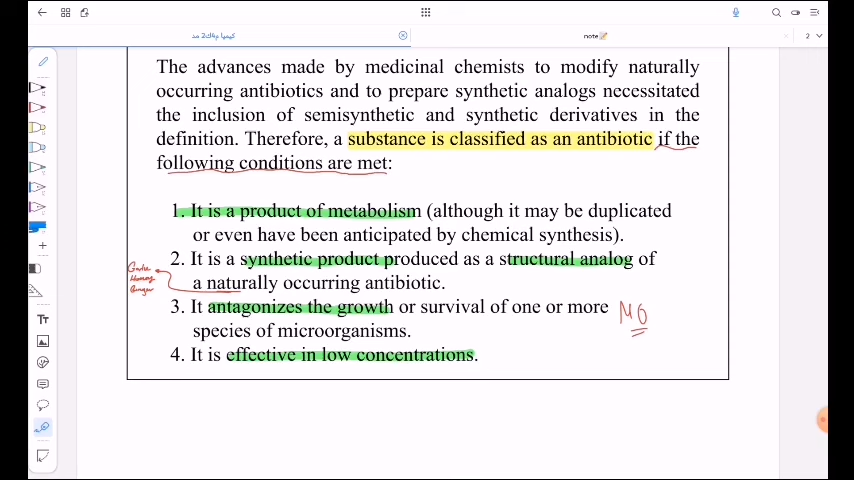 كيميا م4ك2 مد
note📝
2
The advances made by medicinal chemists to modify naturally
occurring antibiotics and to prepare synthetic analogs necessitated
the inclusion of semisynthetic and synthetic derivatives in the
definition. Therefore, a substance is classified as an antibiotic if the
following conditions are met:
1. It is a product of metabolism (although it may be duplicated
or even have been anticipated by chemical synthesis).
2. It is a synthetic product produced as a structural analog of
a naturally occurring antibiotic.
3. It antagonizes the growth or survival of one or more
species of microorganisms.
4. It is effective in low concentrations.
MO
Tт